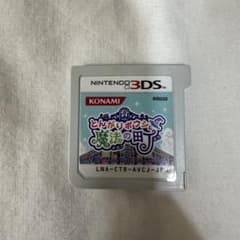 NINTENDO 3DS
KONAMI
とんがりボウシと
魔法の町
LNA-CTR-AVCJ-JPN